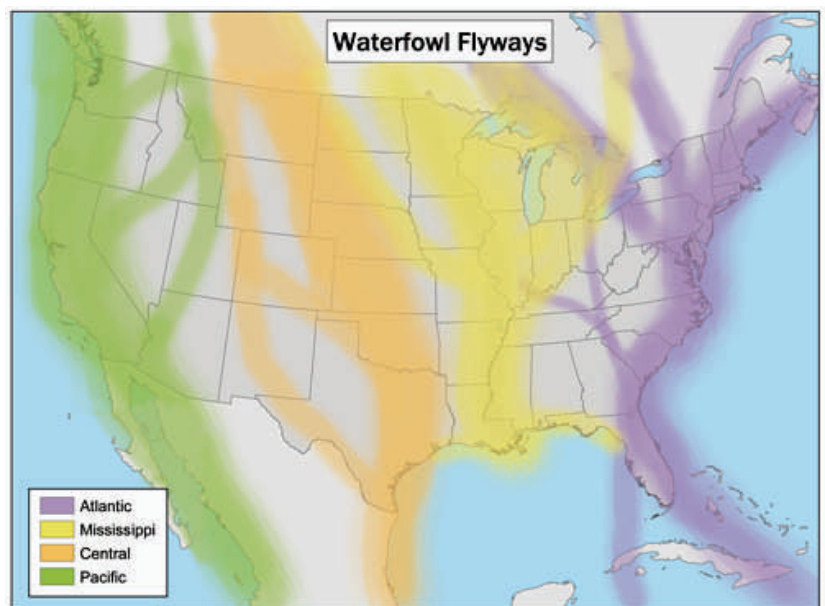 Waterfowl Flyways
Atlantic
Mississippi
Central
Pacific